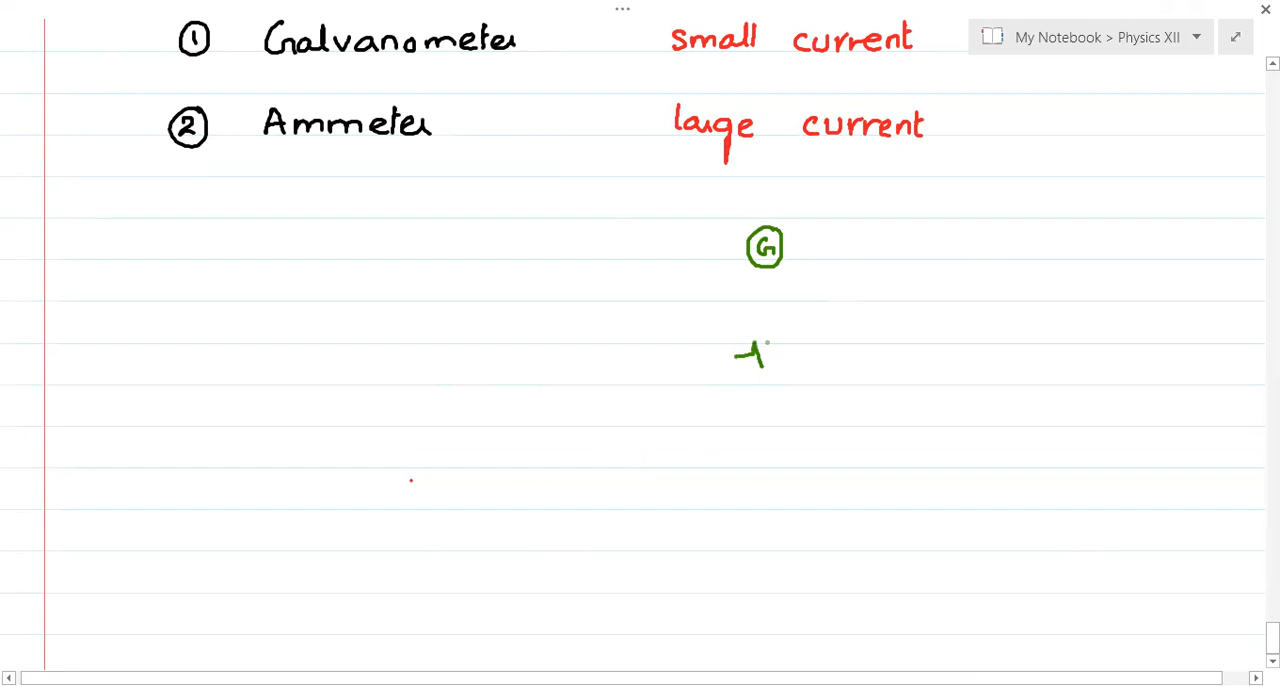 ① Galvanometer small current
My Notebook > Physics XII
② Ammeter large current
G